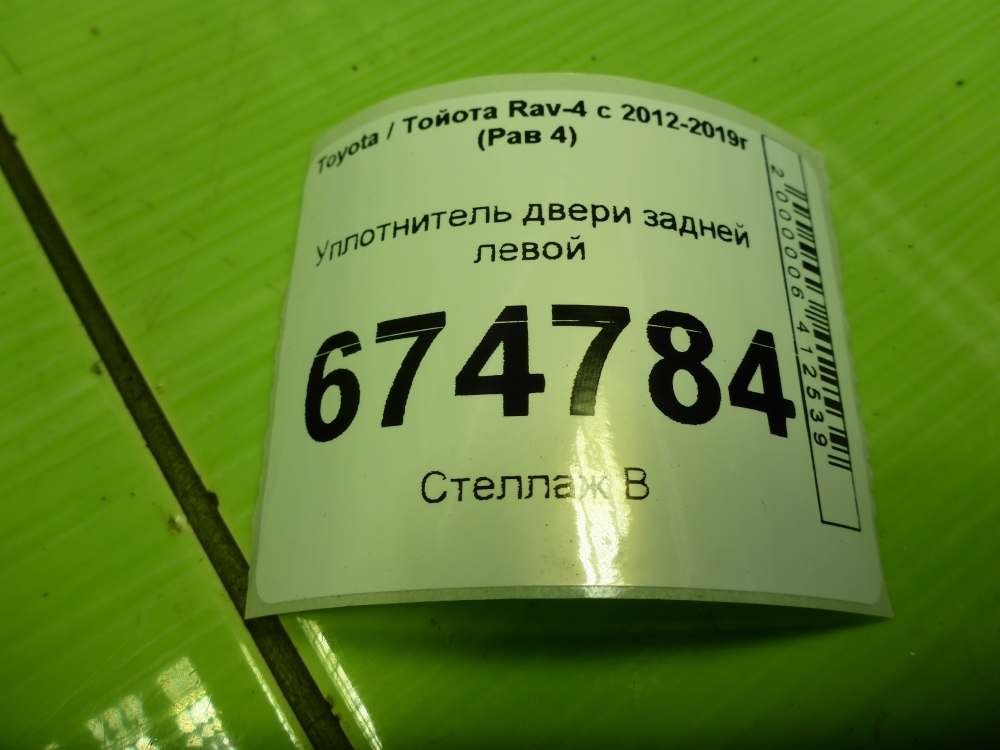 Toyota / Тойота Rav-4 с 2012-2019г
(Рав 4)
Уплотнитель двери задней
левой
674784
Стеллаж В
2000006412539